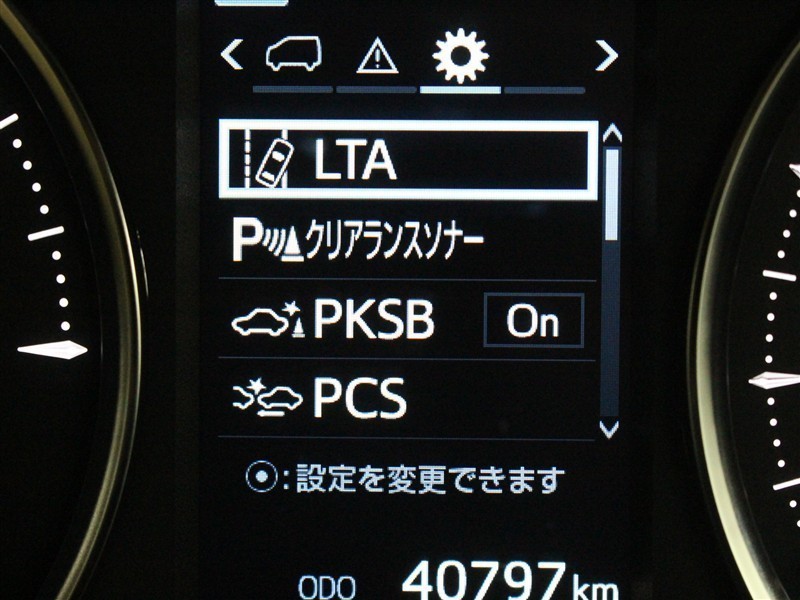 LTA
Pクリアランスソナー
PKSB On
PCS
:設定を変更できます
ODO 40797km